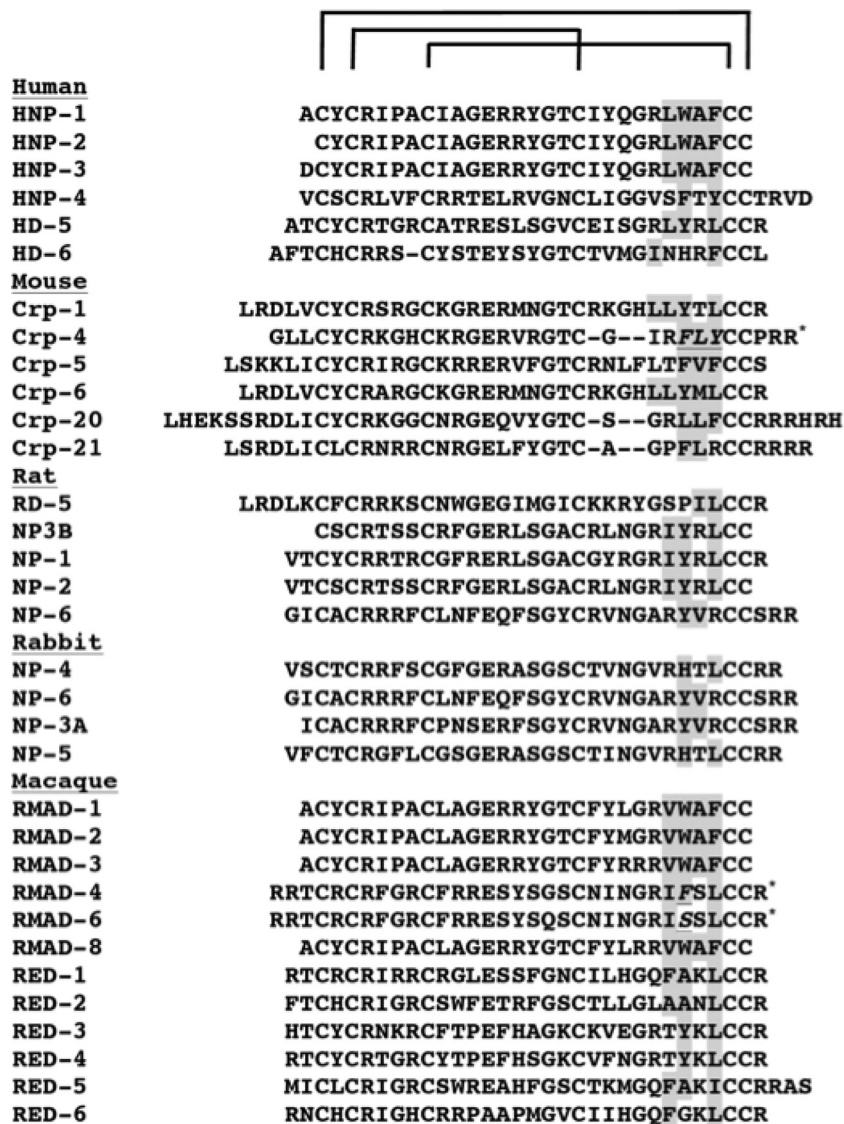 Human
HNP-1 ACYCRIPACIAGERRYGTCIYQGRLWAFCC
HNP-2 CYCRIPACIAGERRYGTCIYQGRLWAFCC
HNP-3 DCYCRIPACIAGERRYGTCIYQGRLWAFCC
HNP-4 VCSCRLVFCRRTELRVGNCLIGGVSFTYCCTRVD
HD-5 ATCYCRTGRCATRESLSGVCEISGRLYRLCCR
HD-6 AFTCHCRRS-CYSTEYSYGTCTVMGINHRFCCL
Mouse
Crp-1 LRDLVCYCRSRGCKGRERMNGTCRKGHLLYTLCCR
Crp-4 GLLCYCRKGHCKRGERVRGTC-G--IRFLYCCPRR*
Crp-5 LSKKLICYCRIRGCKRRERVFGTCRNLFLTFVFCCS
Crp-6 LRDLVCYCRARGCKGRERMNGTCRKGHLLYMLCCR
Crp-20 LHEKSSRDLICYCRKGGCNRGEQVYGTC-S--GRLLFCCRRRHRH
Crp-21 LSRDLICLCRNRRCNRGELFYGTC-A--GPFLRCCRRRR
Rat
RD-5 LRDLKCFCRRKSCNWGEGIMGICKKRYGSPILCCR
NP3B CSCRTSSCRFGERLSGACRLNGRIYRLCC
NP-1 VTCYCRRTRCGFRERLSGACGYRGRIYRLCCR
NP-2 VTCSCRTSSCRFGERLSGACRLNGRIYRLCC
NP-6 GICACRRRFCLNFEQFSGYCRVNGARYVRCCSRR
Rabbit
NP-4 VSCTCRRFSCGFGERASGSCTVNGVRHTLCCRR
NP-6 GICACRRRFCLNFEQFSGYCRVNGARYVRCCSRR
NP-3A ICACRRRFCPNSERFSGYCRVNGARYVRCCSRR
NP-5 VFCTCRGFLCGSGERASGSCTINGVRHTLCCRR
Macaque
RMAD-1 ACYCRIPACLAGERRYGTCFYLGRVWAFCC
RMAD-2 ACYCRIPACLAGERRYGTCFYMGRVWAFCC
RMAD-3 ACYCRIPACLAGERRYGTCFYRRRVWAFCC
RMAD-4 RRTCRCRFGRCFRRESYSGSCNINGRIFSLCCR*
RMAD-6 RRTCRCRFGRCFRRESYSQSCNINGRISSLCCR*
RMAD-8 ACYCRIPACLAGERRYGTCFYLRRVWAFCC
RED-1 RTCRCRIRRCRGLESSFGNCILHGQFAKLCCR
RED-2 FTCHCRIGRCSWFETRFGSCTLLGLAANLCCR
RED-3 HTCYCRNKRCFTPEFHAGKCKVEGRTYKLCCR
RED-4 RTCYCRTGRCYTPEFHSGKCVFNGRTYKLCCR
RED-5 MICLCRIGRCSWREAHFGSCTKMGQFAKICCRRAS
RED-6 RNCHCRIGHCRRPAAPMGVCIIHGQFGKLCCR